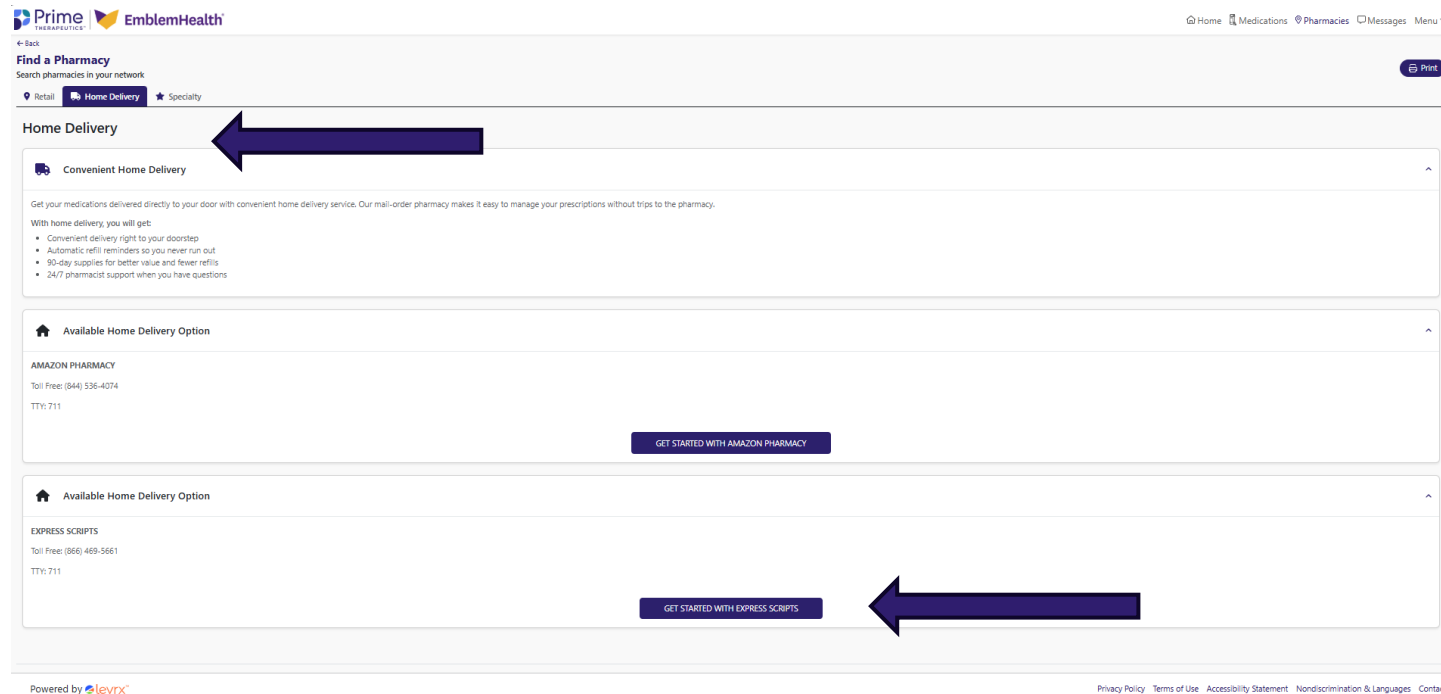 Prime THERAPEUTICS EmblemHealth
Home Medications Pharmacies Messages Menu
Back
Find a Pharmacy
Search pharmacies in your network
Print
Retail Home Delivery Specialty
Home Delivery
Convenient Home Delivery
Get your medications delivered directly to your door with convenient home delivery service. Our mail-order pharmacy makes it easy to manage your prescriptions without trips to the pharmacy.
With home delivery, you will get:
• Convenient delivery right to your doorstep
• Automatic refill reminders so you never run out
• 90-day supplies for better value and fewer refills
• 24/7 pharmacist support when you have questions
Available Home Delivery Option
AMAZON PHARMACY
Toll Free: (844) 536-4074
TTY: 711
GET STARTED WITH AMAZON PHARMACY
Available Home Delivery Option
EXPRESS SCRIPTS
Toll Free: (866) 469-5661
TTY: 711
GET STARTED WITH EXPRESS SCRIPTS
Powered by levrx
Privacy Policy Terms of Use Accessibility Statement Nondiscrimination & Languages